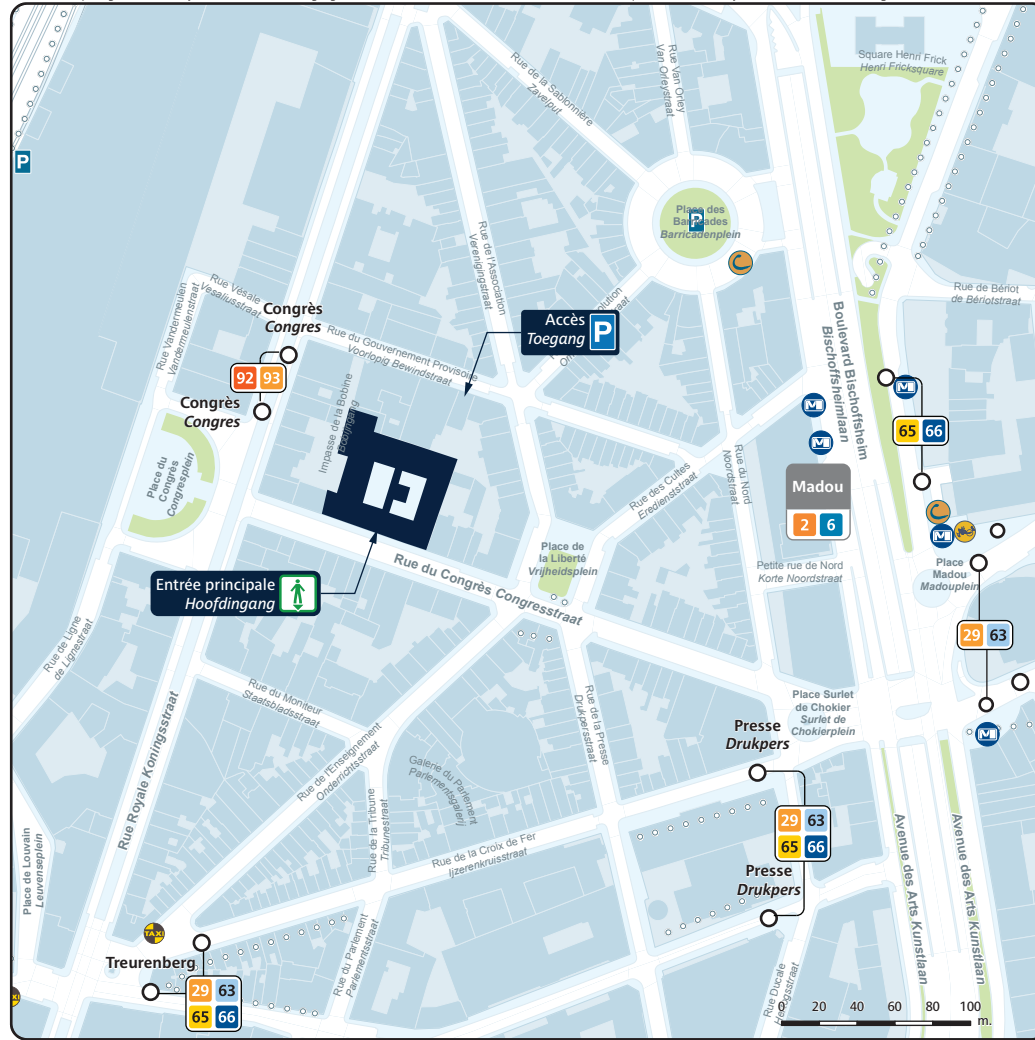 Square Henri Frick
Henri Fricksquare
Rue Van Orley
Van Orleystraat
Rue de la Sablonnière
Zavelput
P
Place des
Barricades
Barricadenplein
P
Rue de l'Association
Verenigingstraat
Rue Vésale
Vesaliusstraat
Rue Vandermeulen
Vandermeulenstraat
Congrès
Congres
92 93
Congrès
Congres
Rue du Gouvernement Provisoire
Voorlopig Bewindstraat
Accès
Toegang
P
Rue de Bériot
de Bériotstraat
Boulevard Bischoffsheim
Bischoffsheimlaan
M
65 66
M
M
Madou
2 6
Impasse de la Bobine
Bobijngang
Place du
Congrès
Congresplein
Rue des Cultes
Eredienststraat
Rue du Nord
Noordstraat
Petite rue de Nord
Korte Noordstraat
M
Place
Madou
Madouplein
29 63
M
Entrée principale
Hoofdingang
Rue du Congrès Congresstraat
Place de
la Liberté
Vrijheidsplein
Rue de Ligne
de Lignestraat
Rue du Moniteur
Staatsbladsstraat
Rue Royale Koningsstraat
Rue de l'Enseignement
Onderrichtsstraat
Rue de la Presse
Drukpersstraat
Place Surlet
de Chokier
Surlet de
Chokierplein
Presse
Drukpers
29 63
65 66
Presse
Drukpers
Galerie du Parlement
Parlementsgalerij
Rue de la Tribune
Tribunestraat
Rue de la Croix de Fer
Ijzerenkruisstraat
Avenue des Arts Kunstlaan
Avenue des Arts Kunstlaan
Place de Louvain
Leuvenseplein
TAXI
Treurenberg
29 63
65 66
Rue du Parlement
Parlementsstraat
Rue Ducale
Hertogsstraat
0 20 40 60 80 100
m.